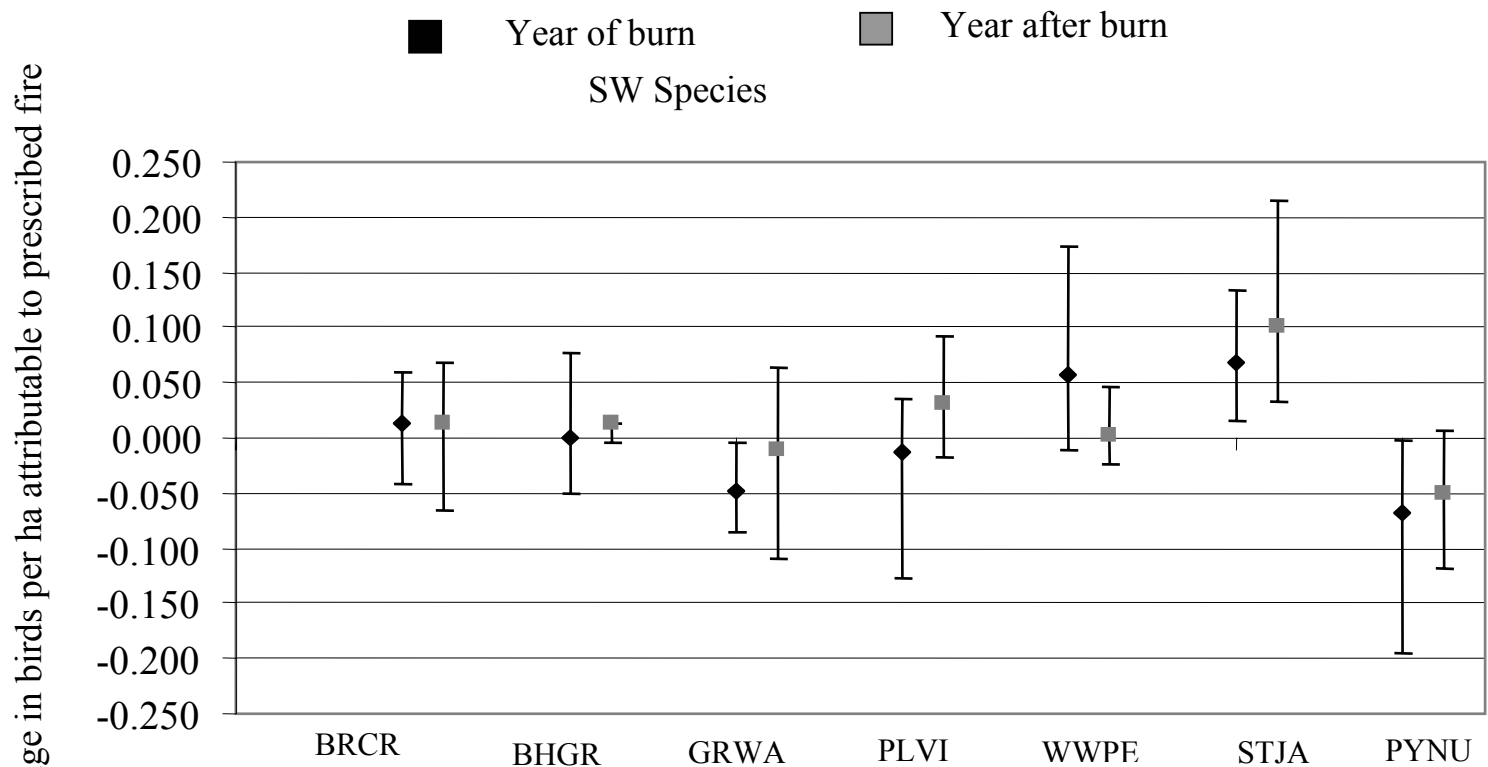 Year of burn
Year after burn
SW Species
ge in birds per ha attributable to prescribed fire
0.250
0.200
0.150
0.100
0.050
0.000
-0.050
-0.100
-0.150
-0.200
-0.250
BRCR BHGR GRWA PLVI WWPE STJA PYNU